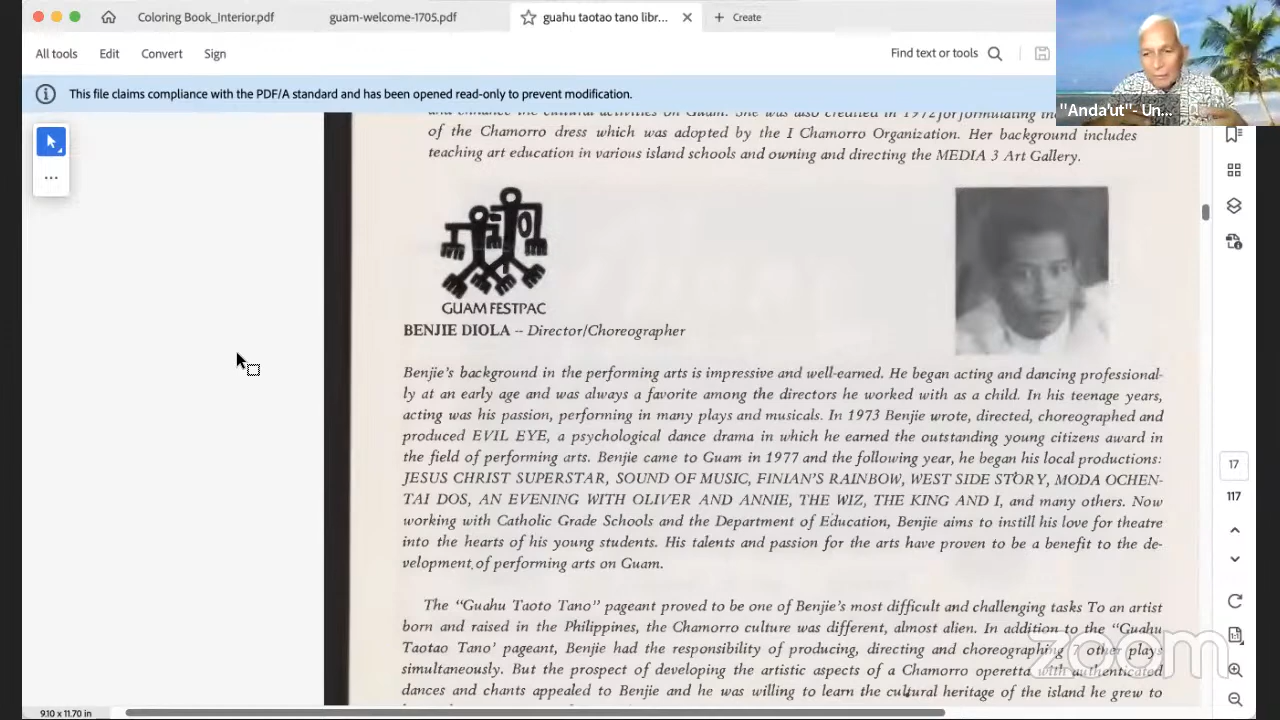 Coloring Book_Interior.pdf
guam-welcome-1705.pdf
guahu taotao tano libr...
Create
All tools
Edit
Convert
Sign
Find text or tools
This file claims compliance with the PDF/A standard and has been opened read-only to prevent modification.
"Anda'ut"- Un...
and enhance the cultural activities on Guam. She was also credited in 1972 for formulating the
of the Chamorro dress which was adopted by the I Chamorro Organization. Her background includes
teaching art education in various island schools and owning and directing the MEDIA 3 Art Gallery.
GUAM FESTPAC
BENJIE DIOLA -- Director/Choreographer
Benjie's background in the performing arts is impressive and well-earned. He began acting and dancing professional-
ly at an early age and was always a favorite among the directors he worked with as a child. In his teenage years,
acting was his passion, performing in many plays and musicals. In 1973 Benjie wrote, directed, choreographed and
produced EVIL EYE, a psychological dance drama in which he earned the outstanding young citizens award in
the field of performing arts. Benjie came to Guam in 1977 and the following year, he began his local productions:
JESUS CHRIST SUPERSTAR, SOUND OF MUSIC, FINIAN'S RAINBOW, WEST SIDE STORY, MODA OCHEN-
TAI DOS, AN EVENING WITH OLIVER AND ANNIE, THE WIZ, THE KING AND I, and many others. Now
working with Catholic Grade Schools and the Department of Education, Benjie aims to instill his love for theatre
into the hearts of his young students. His talents and passion for the arts have proven to be a benefit to the de-
velopment of performing arts on Guam.
The "Guahu Taoto Tano" pageant proved to be one of Benjie's most difficult and challenging tasks To an artist
born and raised in the Philippines, the Chamorro culture was different, almost alien. In addition to the "Guahu
Taotao Tano' pageant, Benjie had the responsibility of producing, directing and choreographing 7 other plays
simultaneously. But the prospect of developing the artistic aspects of a Chamorro operetta with authenticated
dances and chants appealed to Benjie and he was willing to learn the cultural heritage of the island he grew to
17
117
zoom
9.10 x 11.70 in